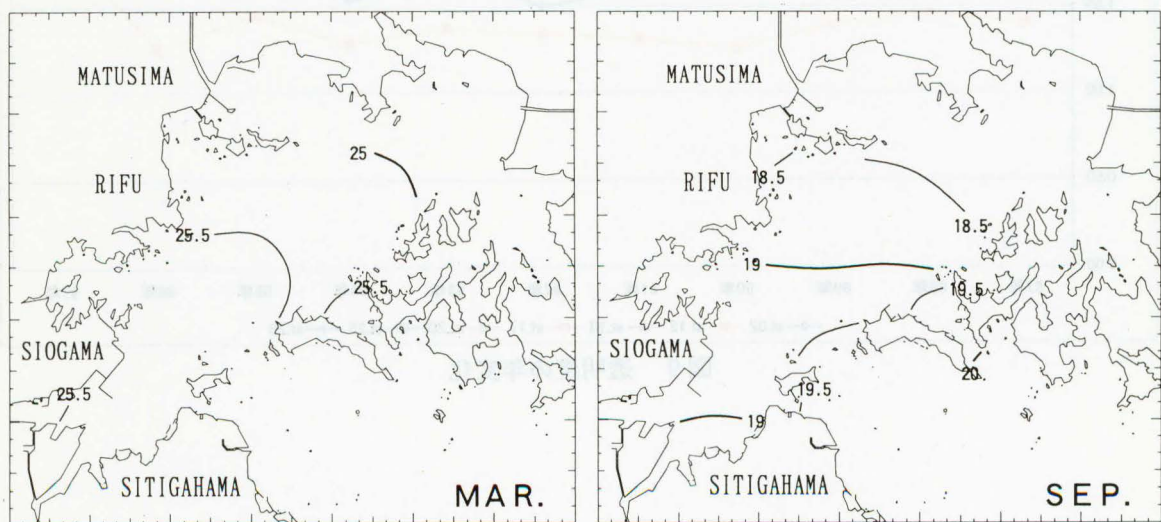 MATUSIMA
25
RIFU
25.5
25.5
SIOGAMA
25.5
SITIGAHAMA
MAR.
MATUSIMA
18.5
RIFU
18.5
19
19.5
SIOGAMA
20
19.5
19
SITIGAHAMA
SEP.